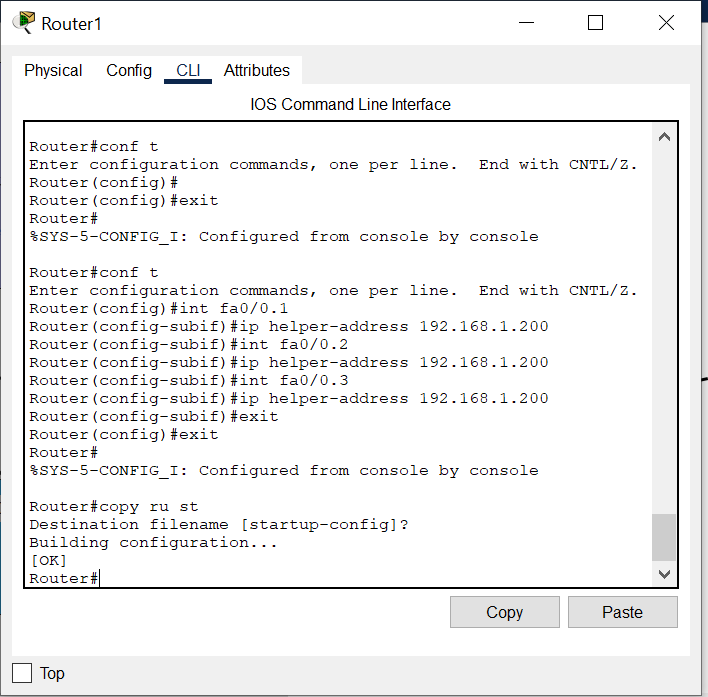 Router1
Physical Config CLI Attributes
IOS Command Line Interface
Router#conf t
Enter configuration commands, one per line.  End with CNTL/Z.
Router(config)#
Router(config)#exit
Router#
%SYS-5-CONFIG_I: Configured from console by console
Router#conf t
Enter configuration commands, one per line.  End with CNTL/Z.
Router(config)#int fa0/0.1
Router(config-subif)#ip helper-address 192.168.1.200
Router(config-subif)#int fa0/0.2
Router(config-subif)#ip helper-address 192.168.1.200
Router(config-subif)#int fa0/0.3
Router(config-subif)#ip helper-address 192.168.1.200
Router(config-subif)#exit
Router(config)#exit
Router#
%SYS-5-CONFIG_I: Configured from console by console
Router#copy ru st
Destination filename [startup-config]?
Building configuration...
[OK]
Router#
Copy Paste
Top